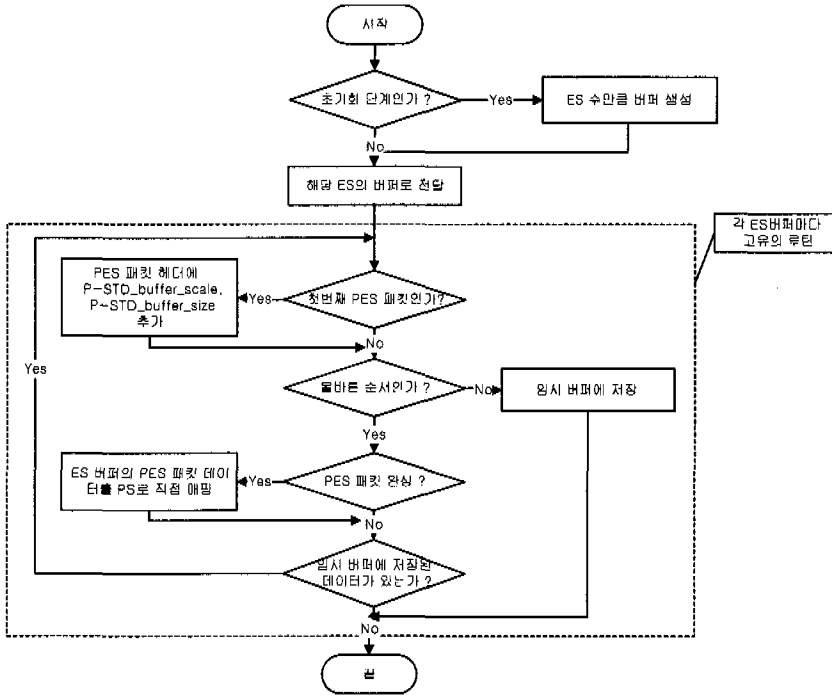 시작
초기회 단계인가 ?
Yes
ES 수만큼 버퍼 생성
No
해당 ES의 버퍼로 전달
각 ES버퍼마다
고유의 루틴
PES 패킷 헤더에
P-STD_buffer_scale,
P-STD_buffer_size
추가
Yes
첫번째 PES 패킷인가?
No
Yes
올바른 순서인가 ?
No
임시 버퍼에 저장
Yes
ES 버퍼의 PES 패킷 데이
터를 PS로 직접 매핑
Yes
PES 패킷 완성 ?
No
임시 버퍼에 저장된
데이터가 있는가 ?
No
끝